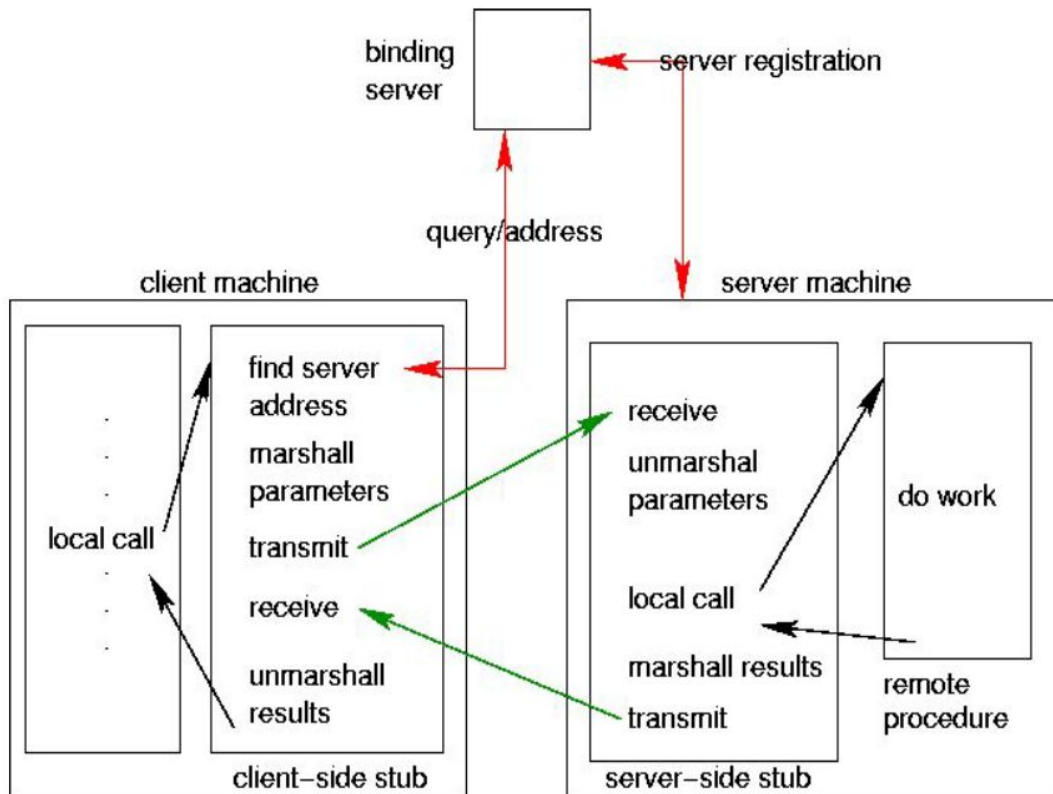 binding
server
server registration
query/address
client machine
server machine
find server
address
marshall
parameters
local call
transmit
receive
unmarshall
results
client-side stub
receive
unmarshal
parameters
do work
local call
marshall results
transmit
remote
procedure
server-side stub